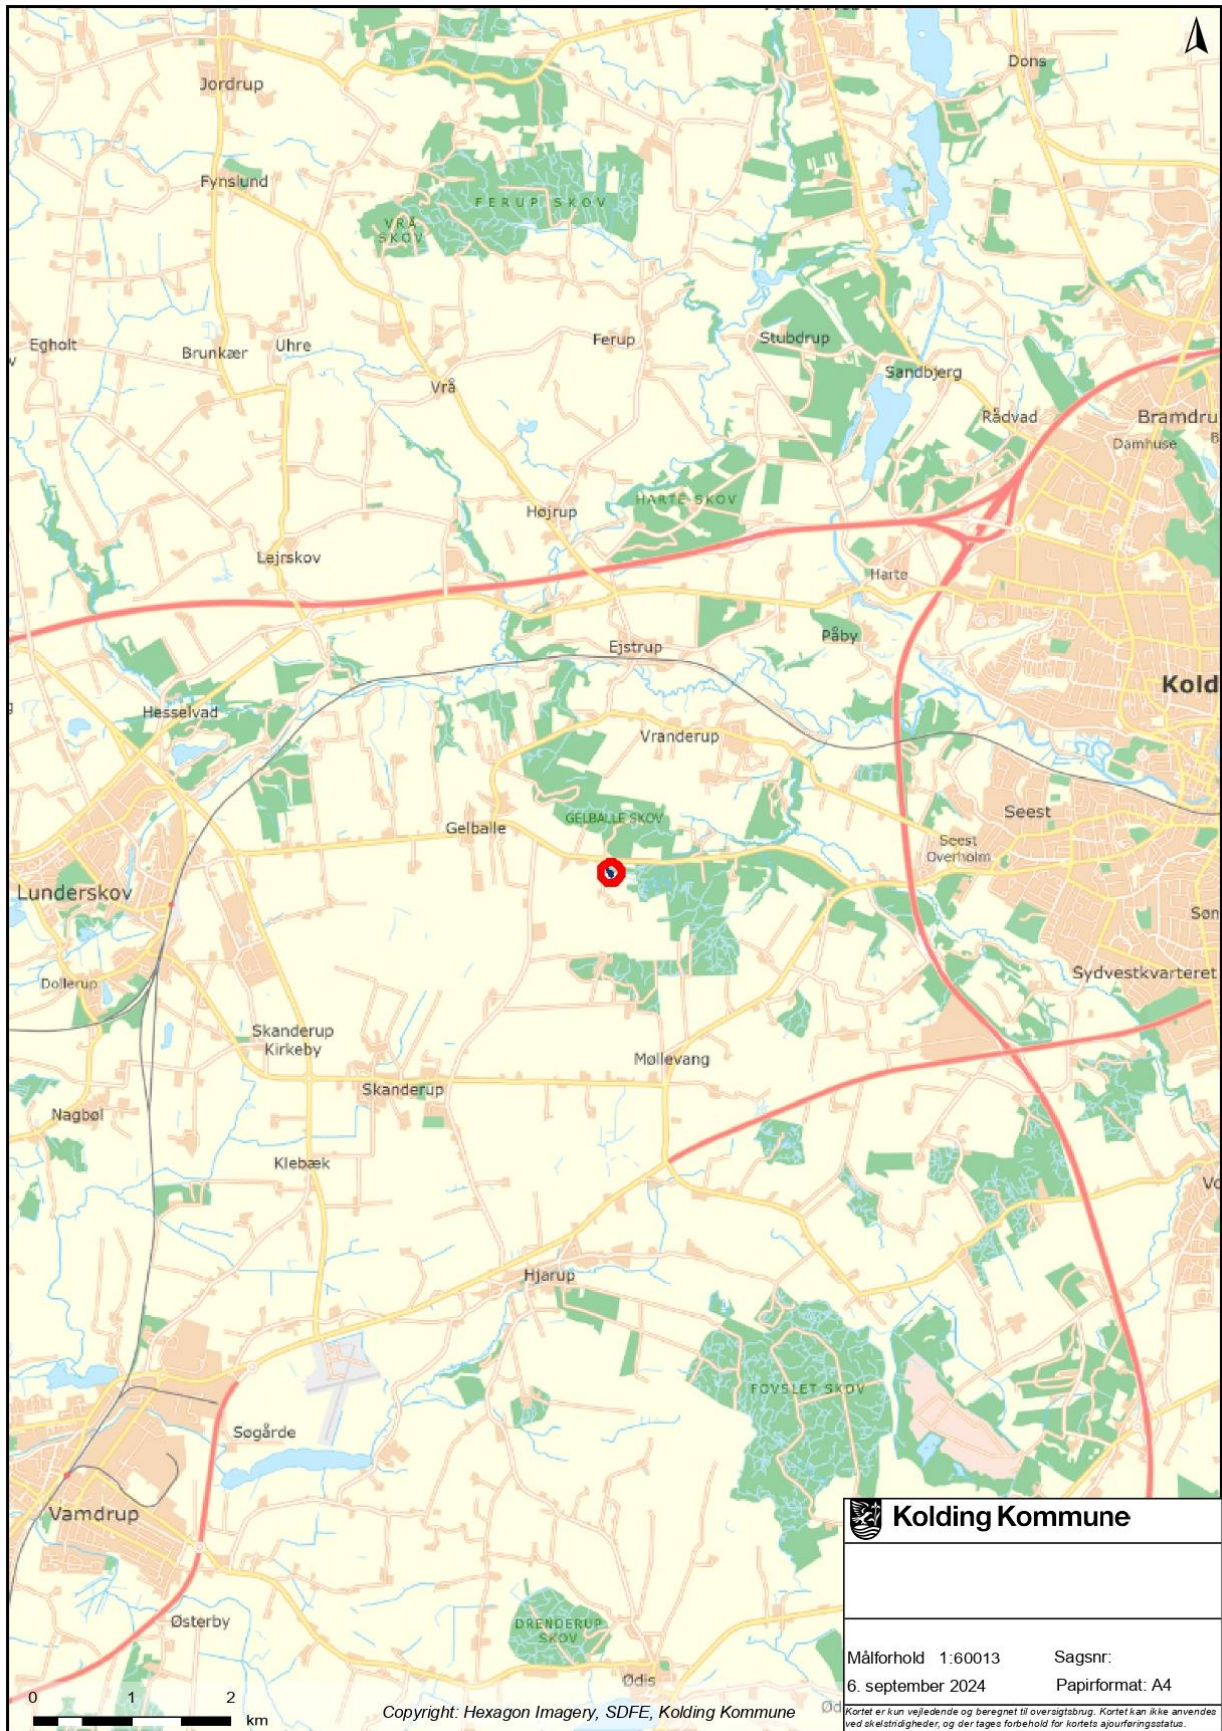 Dons
Jordrup
Fynslund
FERUP SKOV
VRÅ
SKOV
Egholt
Brunkær
Uhre
Ferup
Stubdrup
Vrå
Sandbjerg
Rådvad
Bramdru
Damhuse
HARTE SKOV
Højrup
Lejrskov
Harte
Ejstrup
Påby
Kold
Hesselvad
Vranderup
Seest
GELBALLE SKOV
Gelballe
Seest
Overholm
Lunderskov
Søn
Dollerup
Sydvestkvarteret
Skanderup
Kirkeby
Møllevang
Skanderup
Nagbøl
Klebæk
Vo
Hjarup
FOVSLET SKOV
Søgårde
Vamdrup
Østerby
DRENDERUP
SKOV
Ødis
Ød
Kolding Kommune
Målforhold 1:60013 Sagsnr:
6. september 2024 Papirformat: A4
Kortet er kun vejledende og beregnet til oversigtsbrug. Kortet kan ikke anvendes
ved skelstridigheder, og der tages forbehold for kortets ajourføringsstatus.
0 1 2
km
Copyright: Hexagon Imagery, SDFE, Kolding Kommune